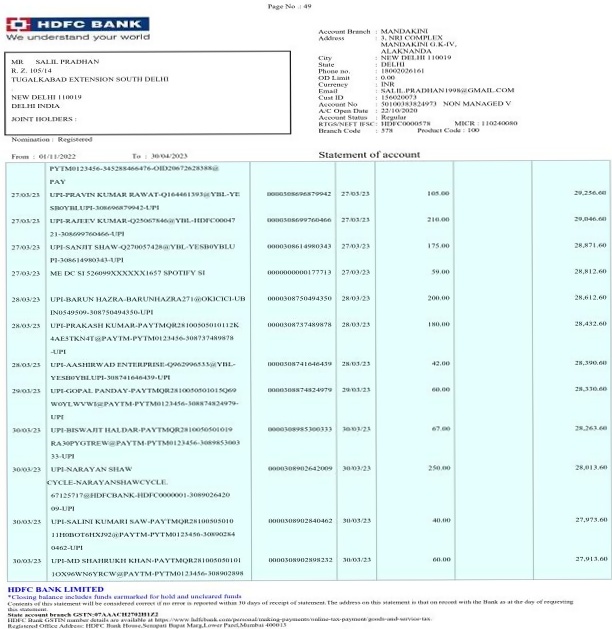 Page No .: 49
HDFC BANK
We understand your world
MR SALIL PRADHAN
R. Z. 105/14
TUGALKABAD EXTENSION SOUTH DELHI
NEW DELHI 110019
DELHI INDIA
JOINT HOLDERS :
Nomination : Registered
Account Branch : MANDAKINI
Address : 3, NRI COMPLEX
MANDAKINI G.K-IV,
ALAKNANDA
City : NEW DELHI 110019
State : DELHI
Phone no. : 18002026161
OD Limit : 0.00
Currency : INR
Email : SALIL.PRADHAN1998@GMAIL.COM
Cust ID : 156020073
Account No : 50100383824973 NON MANAGED V
A/C Open Date : 22/10/2020
Account Status : Regular
RTGS/NEFT IFSC: HDFC0000578 MICR : 110240080
Branch Code : 578 Product Code : 100
From : 01/11/2022 To : 30/04/2023 Statement of account
PYTM0123456-345288466476-OID20672628388@
PAY
27/03/23 UPI-PRAVIN KUMAR RAWAT-Q164461393@YBL-YE 0000308696879942 27/03/23 105.00 29,256.60
SB0YBLUPI-308696879942-UPI
27/03/23 UPI-RAJEEV KUMAR-Q25067846@YBL-HDFC00047 0000308699760466 27/03/23 210.00 29,046.60
21-308699760466-UPI
27/03/23 UPI-SANJIT SHAW-Q270057428@YBL-YESB0YBLU 0000308614980343 27/03/23 175.00 28,871.60
PI-308614980343-UPI
27/03/23 ME DC SI 526099XXXXXX1657 SPOTIFY SI 0000000000177713 27/03/23 59.00 28,812.60
28/03/23 UPI-BARUN HAZRA-BARUNHAZRA271@OKICICI-UB 0000308750494350 28/03/23 200.00 28,612.60
IN0549509-308750494350-UPI
28/03/23 UPI-PRAKASH KUMAR-PAYTMQR28100505010112K 0000308737489878 28/03/23 180.00 28,432.60
4AE5TKN4T@PAYTM-PYTM0123456-308737489878
-UPI
28/03/23 UPI-AASHIRWAD ENTERPRISE-Q962996533@YBL- 0000308741646439 28/03/23 42.00 28,390.60
YESB0YBLUPI-308741646439-UPI
29/03/23 UPI-GOPAL PANDAY-PAYTMQR2810050501015Q69 0000308874824979 29/03/23 60.00 28,330.60
W0YLWVWI@PAYTM-PYTM0123456-308874824979-
UPI
30/03/23 UPI-BISWAJIT HALDAR-PAYTMQR2810050501019 0000308985300333 30/03/23 67.00 28,263.60
RA30PYGTREW@PAYTM-PYTM0123456-3089853003
33-UPI
30/03/23 UPI-NARAYAN SHAW 0000308902642009 30/03/23 250.00 28,013.60
CYCLE-NARAYANSHAWCYCLE.
67125717@HDFCBANK-HDFC0000001-3089026420
09-UPI
30/03/23 UPI-SALINI KUMARI SAW-PAYTMQR28100505010 0000308902840462 30/03/23 40.00 27,973.60
11H0BOT6HXJ92@PAYTM-PYTM0123456-30890284
0462-UPI
30/03/23 UPI-MD SHAHRUKH KHAN-PAYTMQR281005050101 0000308902898232 30/03/23 60.00 27,913.60
1OX96WN6YRCW@PAYTM-PYTM0123456-308902898
HDFC BANK LIMITED
*Closing balance includes funds earmarked for hold and uncleared funds
Contents of this statement will be considered correct if no error is reported within 30 days of receipt of statement.The address on this statement is that on record with the Bank as at the day of requesting
this statement.
State account branch GSTN:07AAACH2702H1Z2
HDFC Bank GSTIN number details are available at https://www.hdfcbank.com/personal/making-payments/online-tax-payment/goods-and-service-tax.
Registered Office Address: HDFC Bank House,Senapati Bapat Marg,Lower Parel,Mumbai 400013